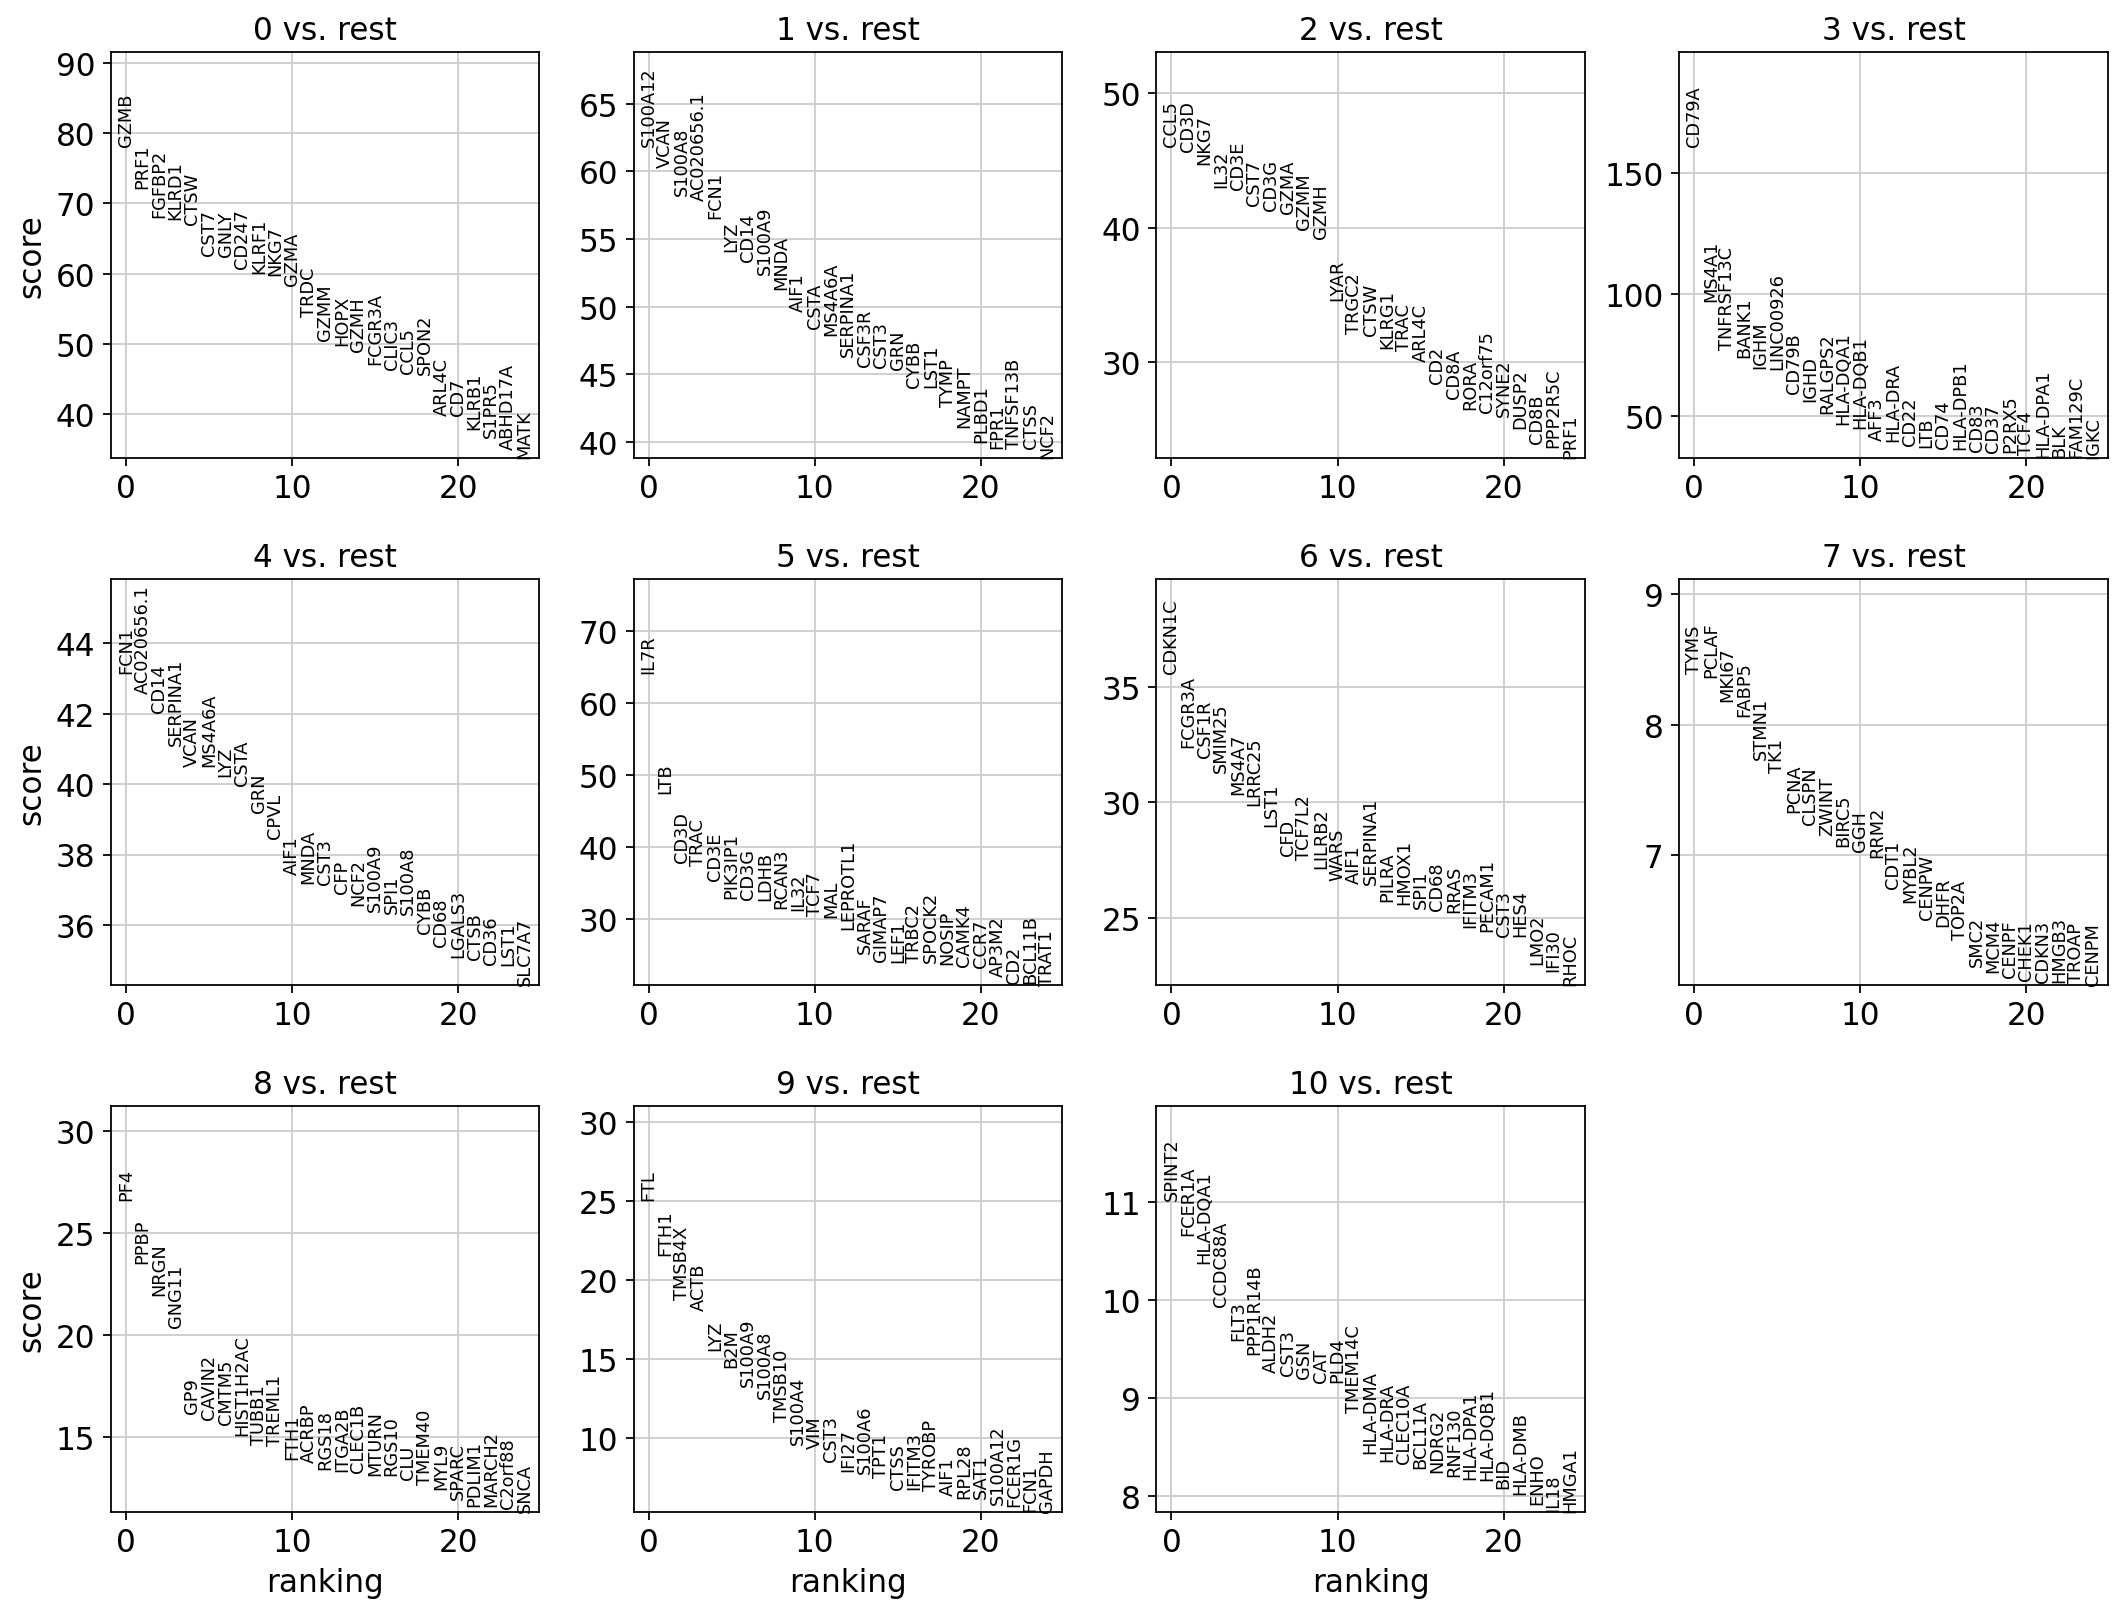 0 vs. rest
score
90
80
70
60
50
40
GZMB
PRF1
FGFBP2
KLRD1
CTSW
CST7
GNLY
CD247
KLRF1
NKG7
GZMA
TRDC
GZMM
HOPX
GZMH
FCGR3A
CLIC3
CCL5
SPON2
ARL4C
CD7
KLRB1
S1PR5
ABHD17A
MATK
0 10 20
1 vs. rest
65
60
55
50
45
40
S100A12
VCAN
S100A8
AC020656.1
FCN1
LYZ
CD14
S100A9
MNDA
AIF1
CSTA
MS4A6A
SERPINA1
CSF3R
CST3
GRN
CYBB
LST1
TYMP
NAMPT
PLBD1
FPR1
TNFSF13B
CTSS
NCF2
0 10 20
2 vs. rest
50
40
30
CCL5
CD3D
NKG7
IL32
CD3E
CST7
CD3G
GZMA
GZMM
GZMH
LYAR
TRGC2
CTSW
KLRG1
TRAC
ARL4C
CD2
CD8A
RORA
C12orf75
SYNE2
DUSP2
CD8B
PPP2R5C
PRF1
0 10 20
3 vs. rest
150
100
50
CD79A
MS4A1
TNFRSF13C
BANK1
IGHM
LINC00926
CD79B
IGHD
RALGPS2
HLA-DQA1
HLA-DQB1
AFF3
HLA-DRA
CD22
LTB
CD74
HLA-DPB1
CD83
CD37
P2RX5
TCF4
HLA-DPA1
BLK
FAM129C
IGKC
0 10 20
4 vs. rest
score
44
42
40
38
36
FCN1
AC020656.1
CD14
SERPINA1
VCAN
MS4A6A
LYZ
CSTA
GRN
CPVL
AIF1
MNDA
CST3
CFP
NCF2
S100A9
SPI1
S100A8
CYBB
CD68
LGALS3
CTSB
CD36
LST1
SLC7A7
0 10 20
5 vs. rest
70
60
50
40
30
IL7R
LTB
CD3D
TRAC
CD3E
PIK3IP1
CD3G
LDHB
RCAN3
IL32
TCF7
MAL
LEPROTL1
SARAF
GIMAP7
LEF1
TRBC2
SPOCK2
NOSIP
CAMK4
CCR7
AP3M2
CD2
BCL11B
TRAT1
0 10 20
6 vs. rest
35
30
25
CDKN1C
FCGR3A
CSF1R
SMIM25
MS4A7
LRRC25
LST1
CFD
TCF7L2
LILRB2
WARS
AIF1
SERPINA1
PILRA
HMOX1
SPI1
CD68
RRAS
IFITM3
PECAM1
CST3
HES4
LMO2
IFI30
RHOC
0 10 20
7 vs. rest
9
8
7
TYMS
PCLAF
MKI67
FABP5
STMN1
TK1
PCNA
CLSPN
ZWINT
BIRC5
GGH
RRM2
CDT1
MYBL2
CENPW
DHFR
TOP2A
SMC2
MCM4
CENPF
CHEK1
CDKN3
HMGB3
TROAP
CENPM
0 10 20
8 vs. rest
score
30
25
20
15
PF4
PPBP
NRGN
GNG11
GP9
CAVIN2
CMTM5
HIST1H2AC
TUBB1
TREML1
FTH1
ACRBP
RGS18
ITGA2B
CLEC1B
MTURN
RGS10
CLU
TMEM40
MYL9
SPARC
PDLIM1
MARCH2
C2orf88
SNCA
0 10 20
ranking
9 vs. rest
30
25
20
15
10
FTL
FTH1
TMSB4X
ACTB
LYZ
B2M
S100A9
S100A8
TMSB10
S100A4
VIM
CST3
IFI27
S100A6
TPT1
CTSS
IFITM3
TYROBP
AIF1
RPL28
SAT1
S100A12
FCER1G
FCN1
GAPDH
0 10 20
ranking
10 vs. rest
11
10
9
8
SPINT2
FCER1A
HLA-DQA1
CCDC88A
FLT3
PPP1R14B
ALDH2
CST3
GSN
CAT
PLD4
TMEM14C
HLA-DMA
HLA-DRA
CLEC10A
BCL11A
NDRG2
RNF130
HLA-DPA1
HLA-DQB1
BID
HLA-DMB
ENHO
IL18
HMGA1
0 10 20
ranking